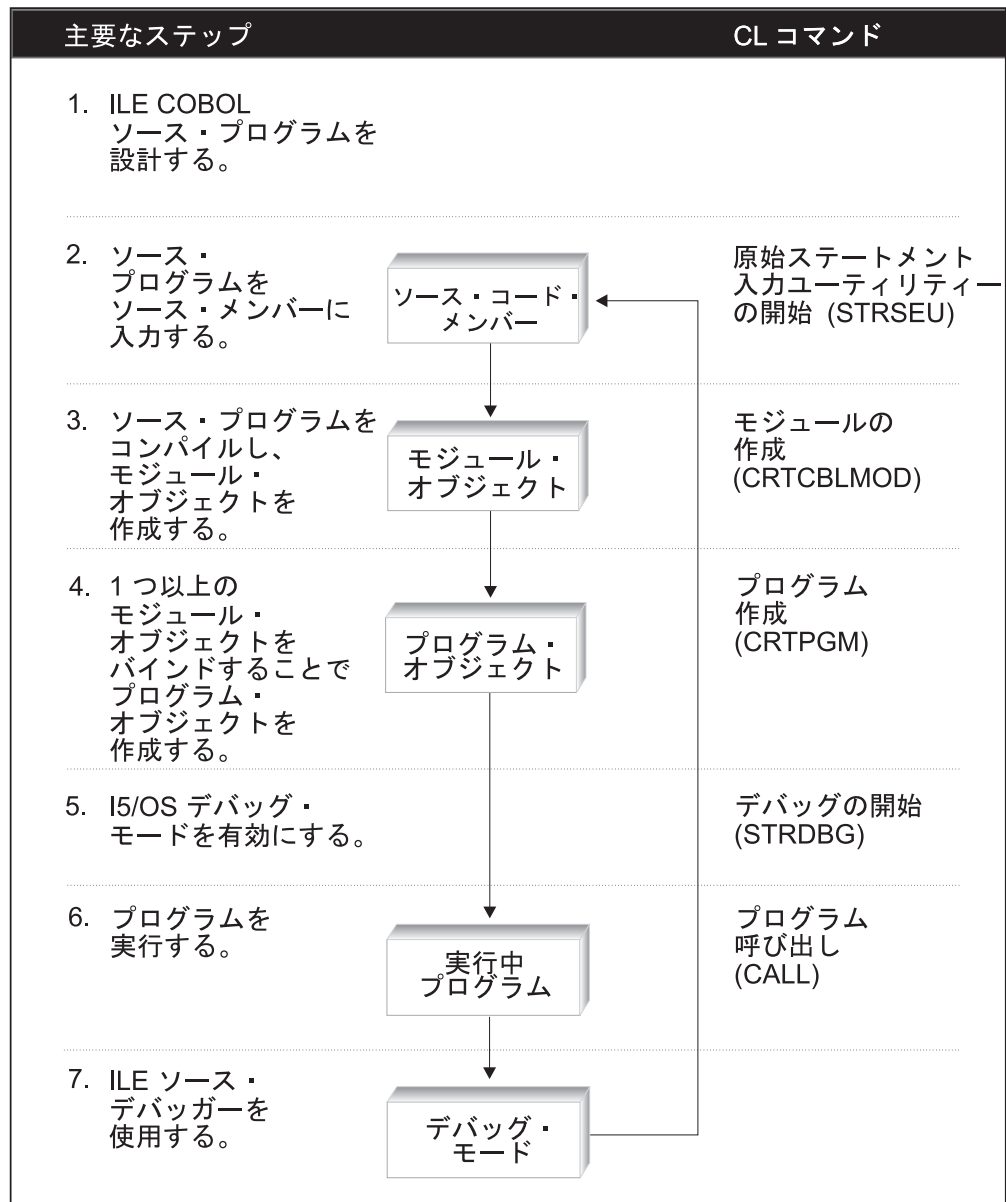 主要なステップ
CL コマンド
1. ILE COBOL
ソース・プログラムを
設計する。
2. ソース・
プログラムを
ソース・メンバーに
入力する。
ソース・コード・
メンバー
原始ステートメント
入力ユーティリティー
の開始 (STRSEU)
3. ソース・プログラムを
コンパイルし、
モジュール・
オブジェクトを
作成する。
モジュール・
オブジェクト
モジュールの
作成
(CRTCBLMOD)
4. 1 つ以上の
モジュール・
オブジェクトを
バインドすることで
プログラム・
オブジェクトを
作成する。
プログラム・
オブジェクト
プログラム
作成
(CRTPGM)
5. I5/OS デバッグ・
モードを有効にする。
デバッグの開始
(STRDBG)
6. プログラムを
実行する。
実行中
プログラム
プログラム
呼び出し
(CALL)
7. ILE ソース・
デバッガーを
使用する。
デバッグ・
モード